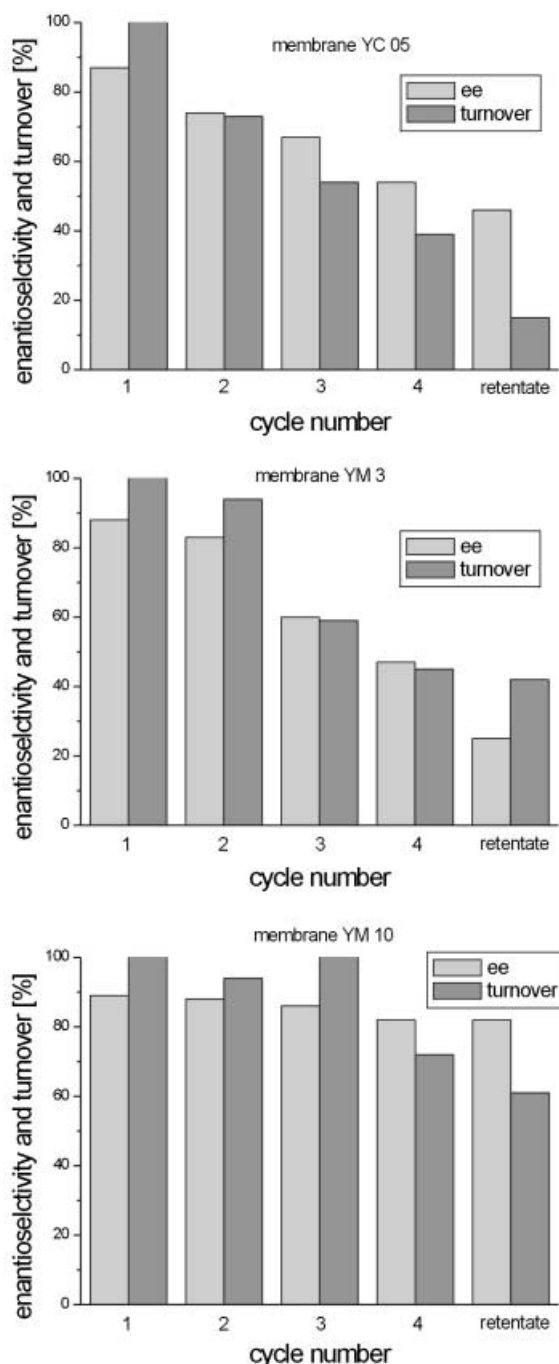 membrane YC 05
ee
turnover
enantioselctivity and turnover [%]
100
80
60
40
20
0
1 2 3 4 retentate
cycle number
membrane YM 3
ee
turnover
enantioselctivity and turnover [%]
100
80
60
40
20
0
1 2 3 4 retentate
cycle number
membrane YM 10
ee
turnover
enantioselctivity and turnover [%]
100
80
60
40
20
0
1 2 3 4 retentate
cycle number